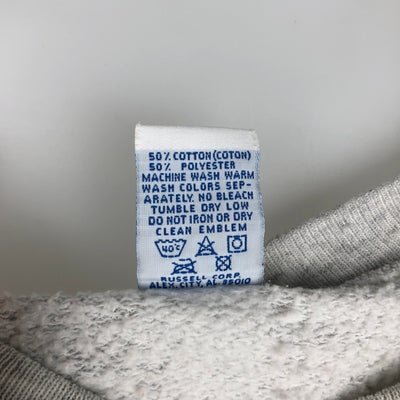 50% COTTON (COTON)
50% POLYESTER
MACHINE WASH WARM
WASH COLORS SEP-
ARATELY. NO BLEACH
TUMBLE DRY LOW
DO NOT IRON OR DRY
CLEAN EMBLEM
40°C
RUSSELL CORP.
ALEX. CITY, AL 35010